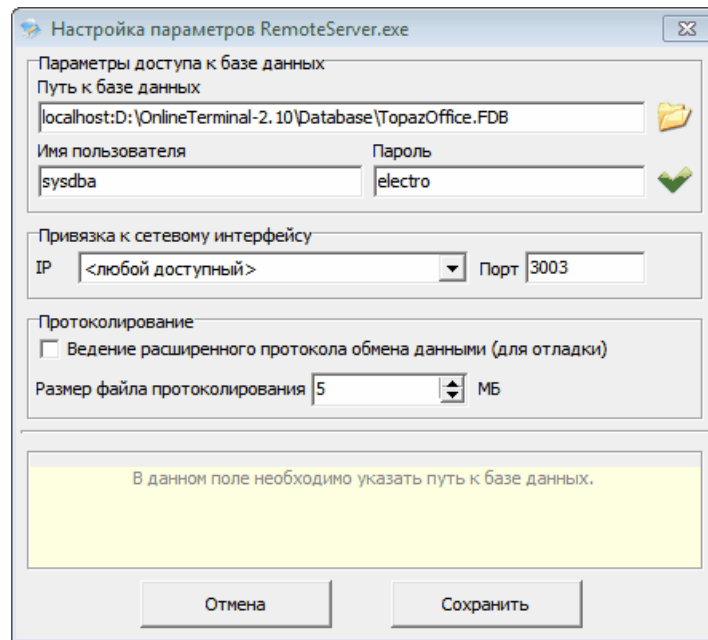 Настройка параметров RemoteServer.exe
Параметры доступа к базе данных
Путь к базе данных
localhost:D:\OnlineTerminal-2.10\Database\TopazOffice.FDB
Имя пользователя Пароль
sysdba electro
Привязка к сетевому интерфейсу
IP <любой доступный> Порт 3003
Протоколирование
Ведение расширенного протокола обмена данными (для отладки)
Размер файла протоколирования 5 МБ
В данном поле необходимо указать путь к базе данных.
Отмена Сохранить